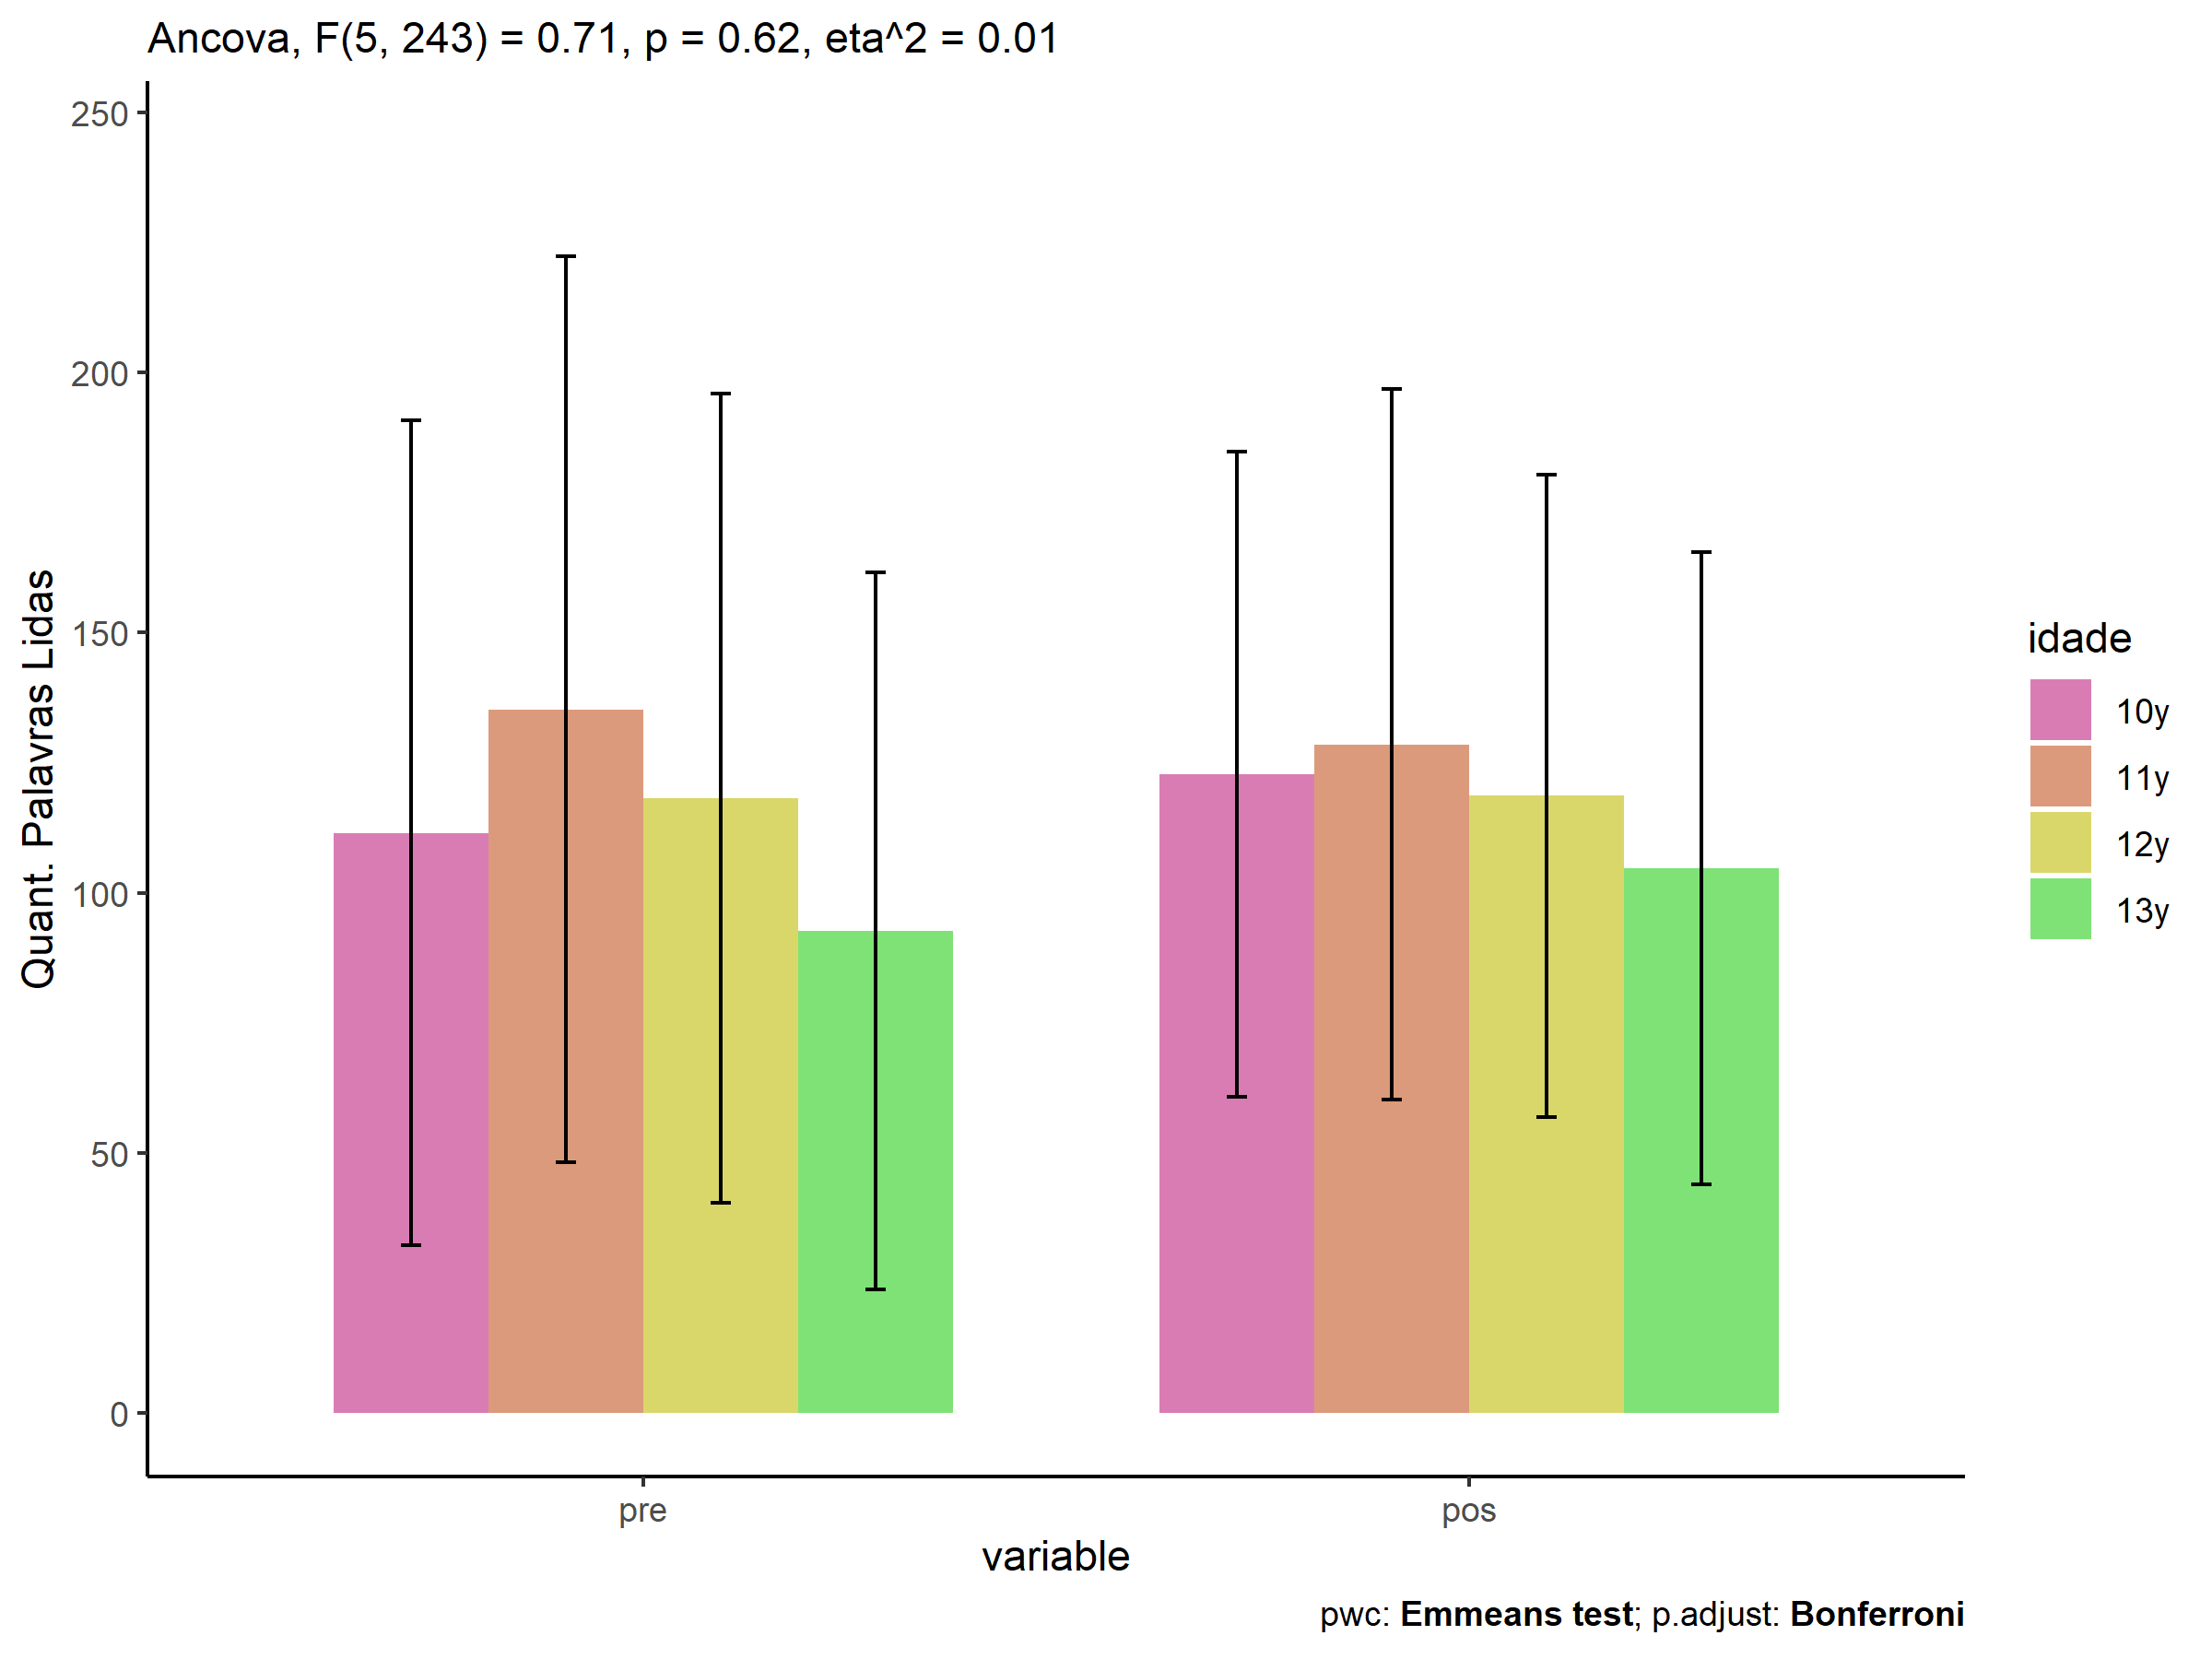 Ancova, F(5, 243) = 0.71, p = 0.62, eta^2 = 0.01
250
200
150
100
50
0
Quant. Palavras Lidas
pre
pos
variable
idade
10y
11y
12y
13y
pwc: Emmeans test; p.adjust: Bonferroni